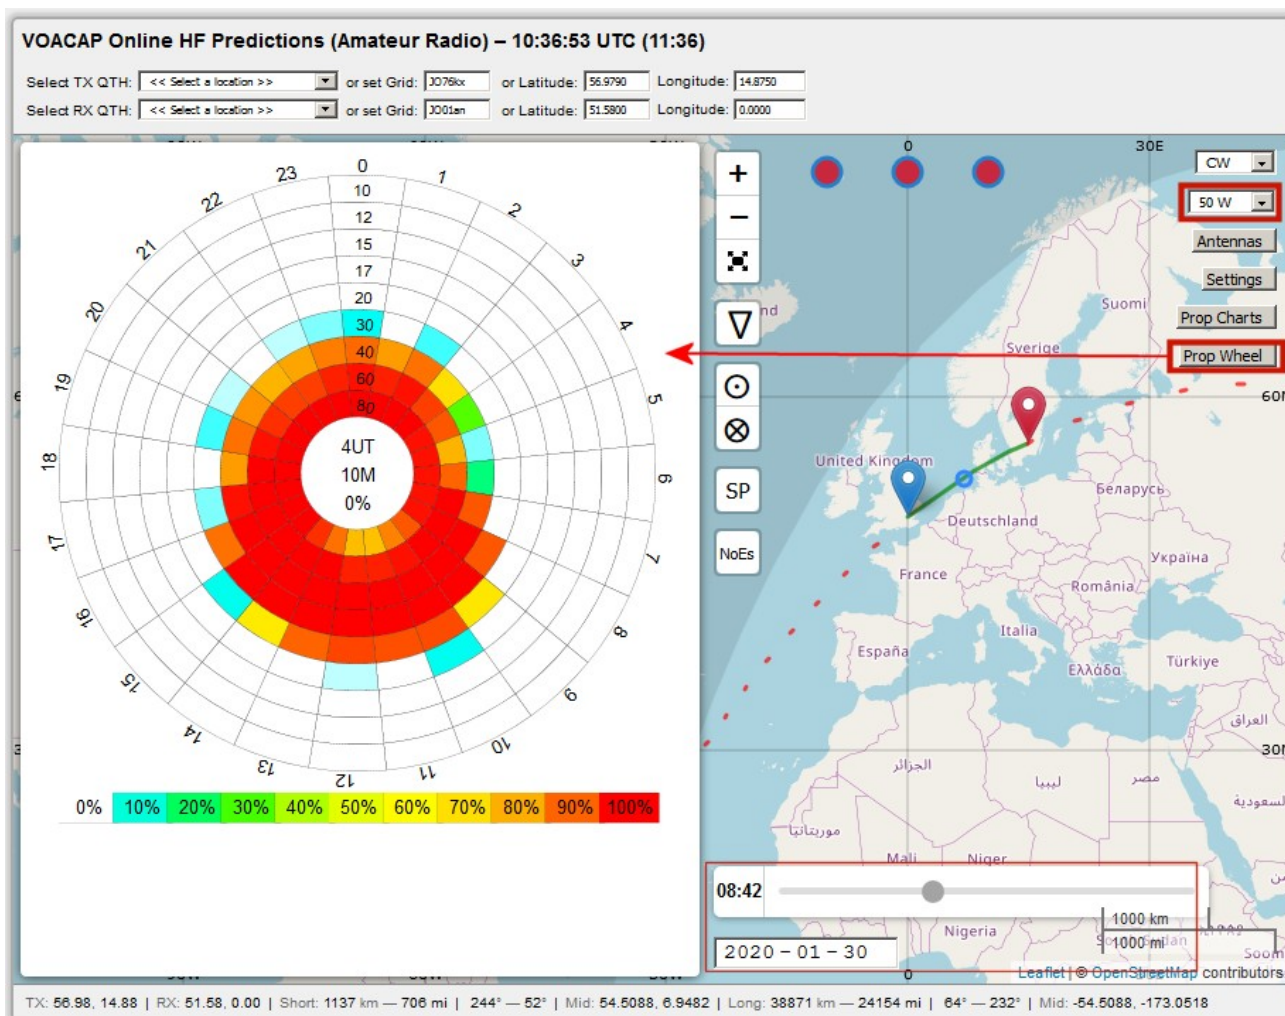 VOACAP Online HF Predictions (Amateur Radio) – 10:36:53 UTC (11:36)
Select TX QTH: << Select a location >> or set Grid: JO76kx or Latitude: 56.9790 Longitude: 14.8750
Select RX QTH: << Select a location >> or set Grid: JO01an or Latitude: 51.5800 Longitude: 0.0000
0 1 2 3 4 5 6 7 8 9 10 11 12 13 14 15 16 17 18 19 20 21 22 23
10
12
15
17
20
30
40
60
80
4UT
10M
0%
0% 10% 20% 30% 40% 50% 60% 70% 80% 90% 100%
+
−
∇
⊙
⊗
SP
NoEs
0 30E
CW
50 W
Antennas
Settings
Prop Charts
Prop Wheel
60N
30N
nd
Suomi
Sverige
United Kingdom
Беларусь
Deutschland
Україна
France
România
Italia
España
Ελλάδα
Türkiye
العراق
الجزائر
ليبيا
مصر
السعودية
موريتانيا
Mali Niger
Nigeria
08:42
2020 – 01 – 30
1000 km
1000 mi
0
Leaflet | © OpenStreetMap contributors
TX: 56.98, 14.88 | RX: 51.58, 0.00 | Short: 1137 km — 706 mi | 244° — 52° | Mid: 54.5088, 6.9482 | Long: 38871 km — 24154 mi | 64° — 232° | Mid: -54.5088, -173.0518